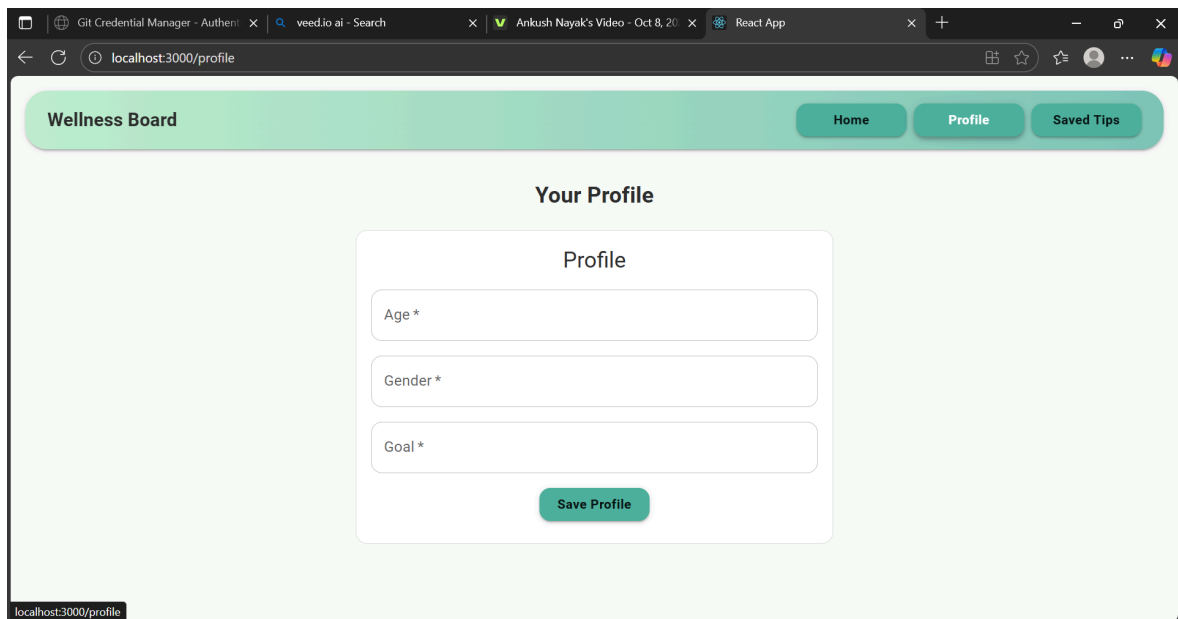 Git Credential Manager - Authent
veed.io ai - Search
Ankush Nayak's Video - Oct 8, 20
React App
localhost:3000/profile
Wellness Board
Home
Profile
Saved Tips
Your Profile
Profile
Age *
Gender *
Goal *
Save Profile
localhost:3000/profile